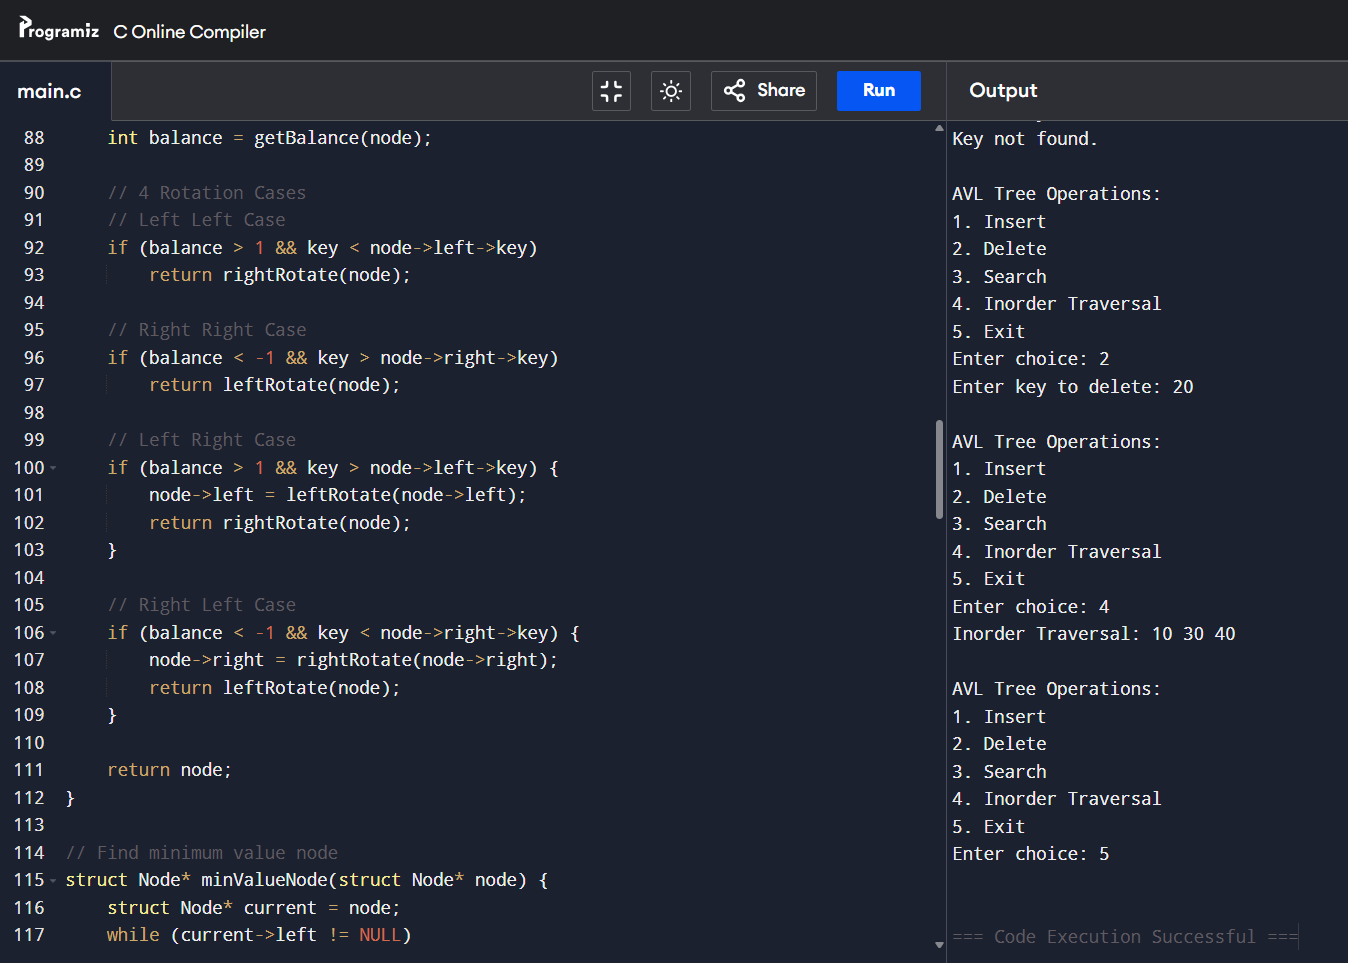 Programiz C Online Compiler
main.c
Share
Run
Output
88     int balance = getBalance(node);
89
90     // 4 Rotation Cases
91     // Left Left Case
92     if (balance > 1 && key < node->left->key)
93         return rightRotate(node);
94
95     // Right Right Case
96     if (balance < -1 && key > node->right->key)
97         return leftRotate(node);
98
99     // Left Right Case
100     if (balance > 1 && key > node->left->key) {
101         node->left = leftRotate(node->left);
102         return rightRotate(node);
103     }
104
105     // Right Left Case
106     if (balance < -1 && key < node->right->key) {
107         node->right = rightRotate(node->right);
108         return leftRotate(node);
109     }
110
111     return node;
112 }
113
114 // Find minimum value node
115 struct Node* minValueNode(struct Node* node) {
116     struct Node* current = node;
117     while (current->left != NULL)
Key not found.
AVL Tree Operations:
1. Insert
2. Delete
3. Search
4. Inorder Traversal
5. Exit
Enter choice: 2
Enter key to delete: 20
AVL Tree Operations:
1. Insert
2. Delete
3. Search
4. Inorder Traversal
5. Exit
Enter choice: 4
Inorder Traversal: 10 30 40
AVL Tree Operations:
1. Insert
2. Delete
3. Search
4. Inorder Traversal
5. Exit
Enter choice: 5
=== Code Execution Successful ===